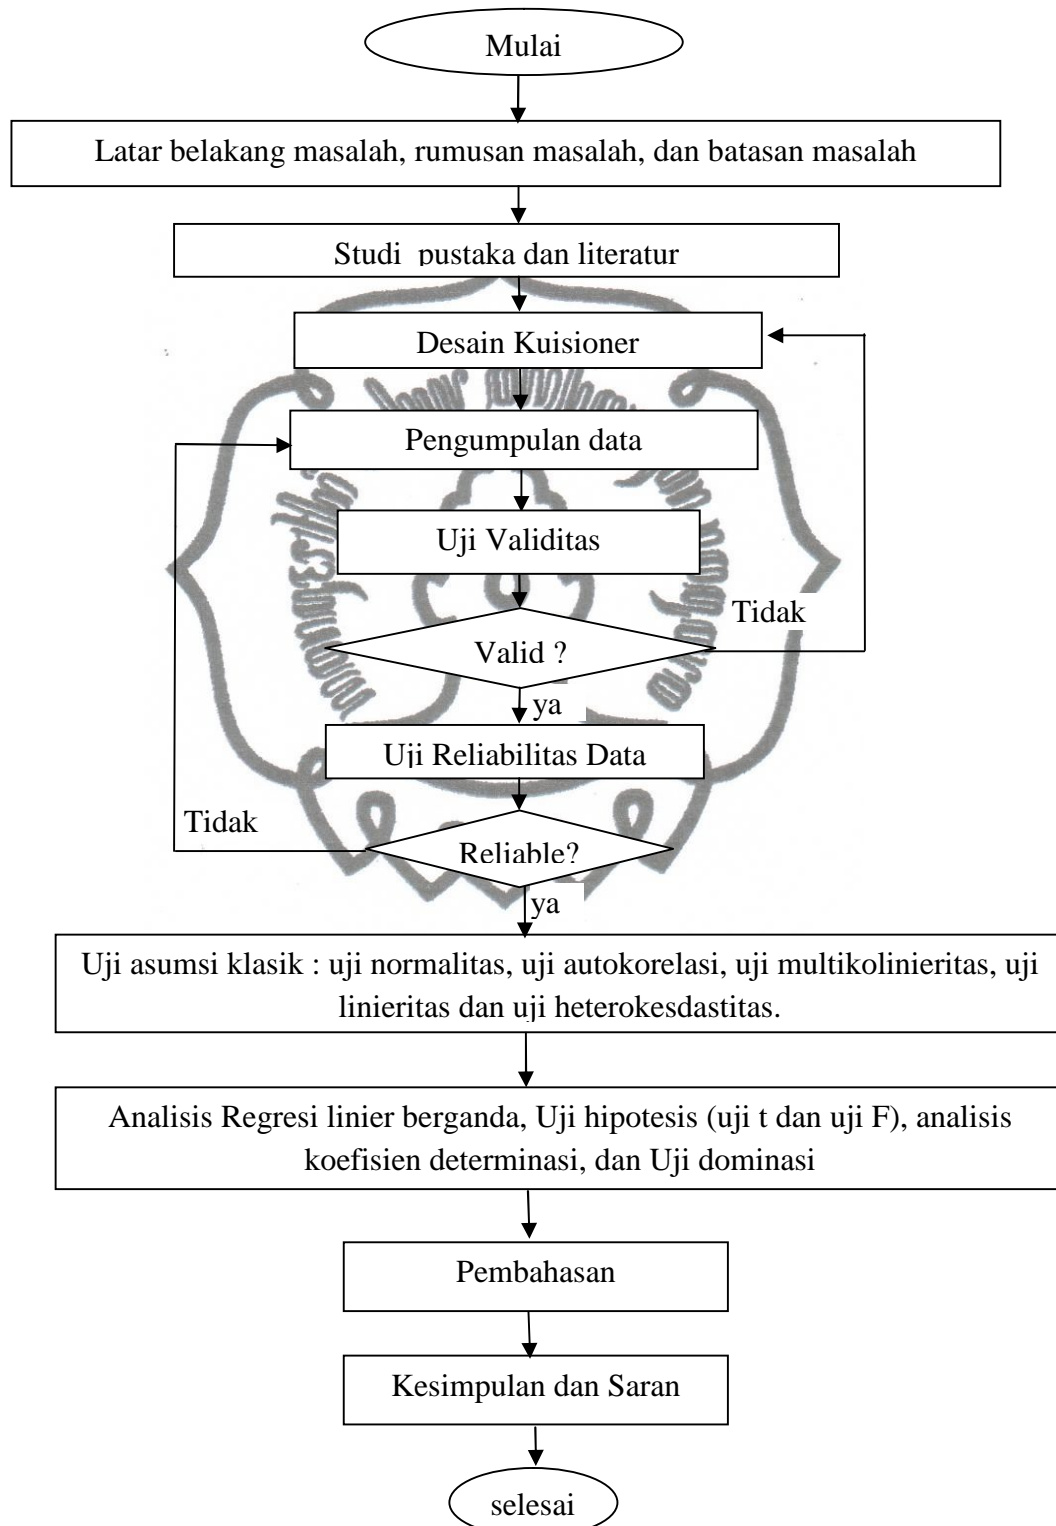 Mulai
Latar belakang masalah, rumusan masalah, dan batasan masalah
Studi pustaka dan literatur
Desain Kuisioner
Pengumpulan data
Uji Validitas
Tidak
Valid ?
ya
Uji Reliabilitas Data
Tidak
Reliable?
ya
Uji asumsi klasik : uji normalitas, uji autokorelasi, uji multikolinieritas, uji
linieritas dan uji heterokesdastitas.
Analisis Regresi linier berganda, Uji hipotesis (uji t dan uji F), analisis
koefisien determinasi, dan Uji dominasi
Pembahasan
Kesimpulan dan Saran
selesai